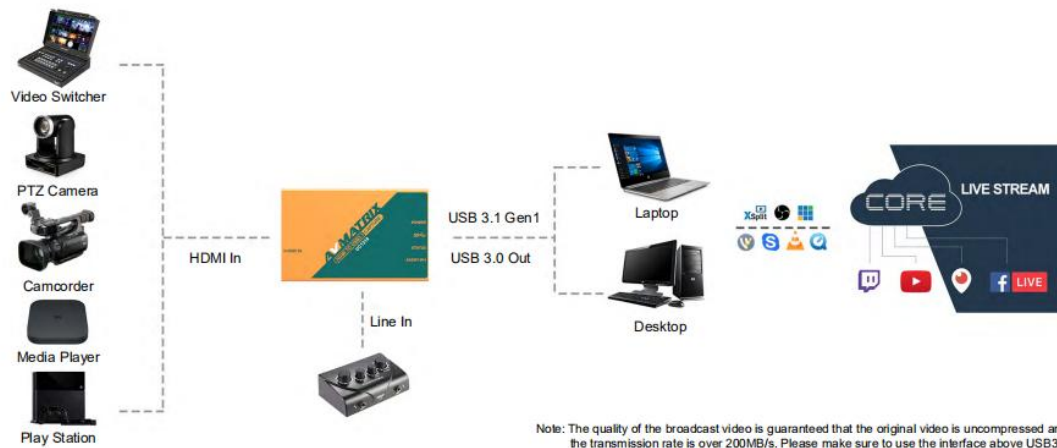 Video Switcher
PTZ Camera
Camcorder
Media Player
Play Station
HDMI In
AVMATRIX
Line In
USB 3.1 Gen1
USB 3.0 Out
Laptop
Desktop
XSplit
CORE
LIVE STREAM
LIVE
Note: The quality of the broadcast video is guaranteed that the original video is uncompressed
the transmission rate is over 200MB/s. Please make sure to use the interface above USB3